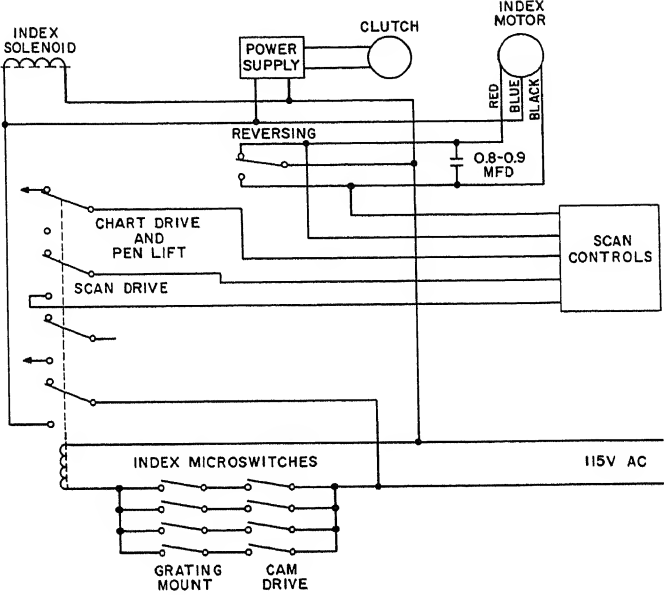 INDEX
SOLENOID
POWER
SUPPLY
CLUTCH
INDEX
MOTOR
RED
BLUE
BLACK
REVERSING
0.8-0.9
MFD
CHART DRIVE
AND
PEN LIFT
SCAN DRIVE
SCAN
CONTROLS
INDEX MICROSWITCHES
115V AC
GRATING
MOUNT
CAM
DRIVE